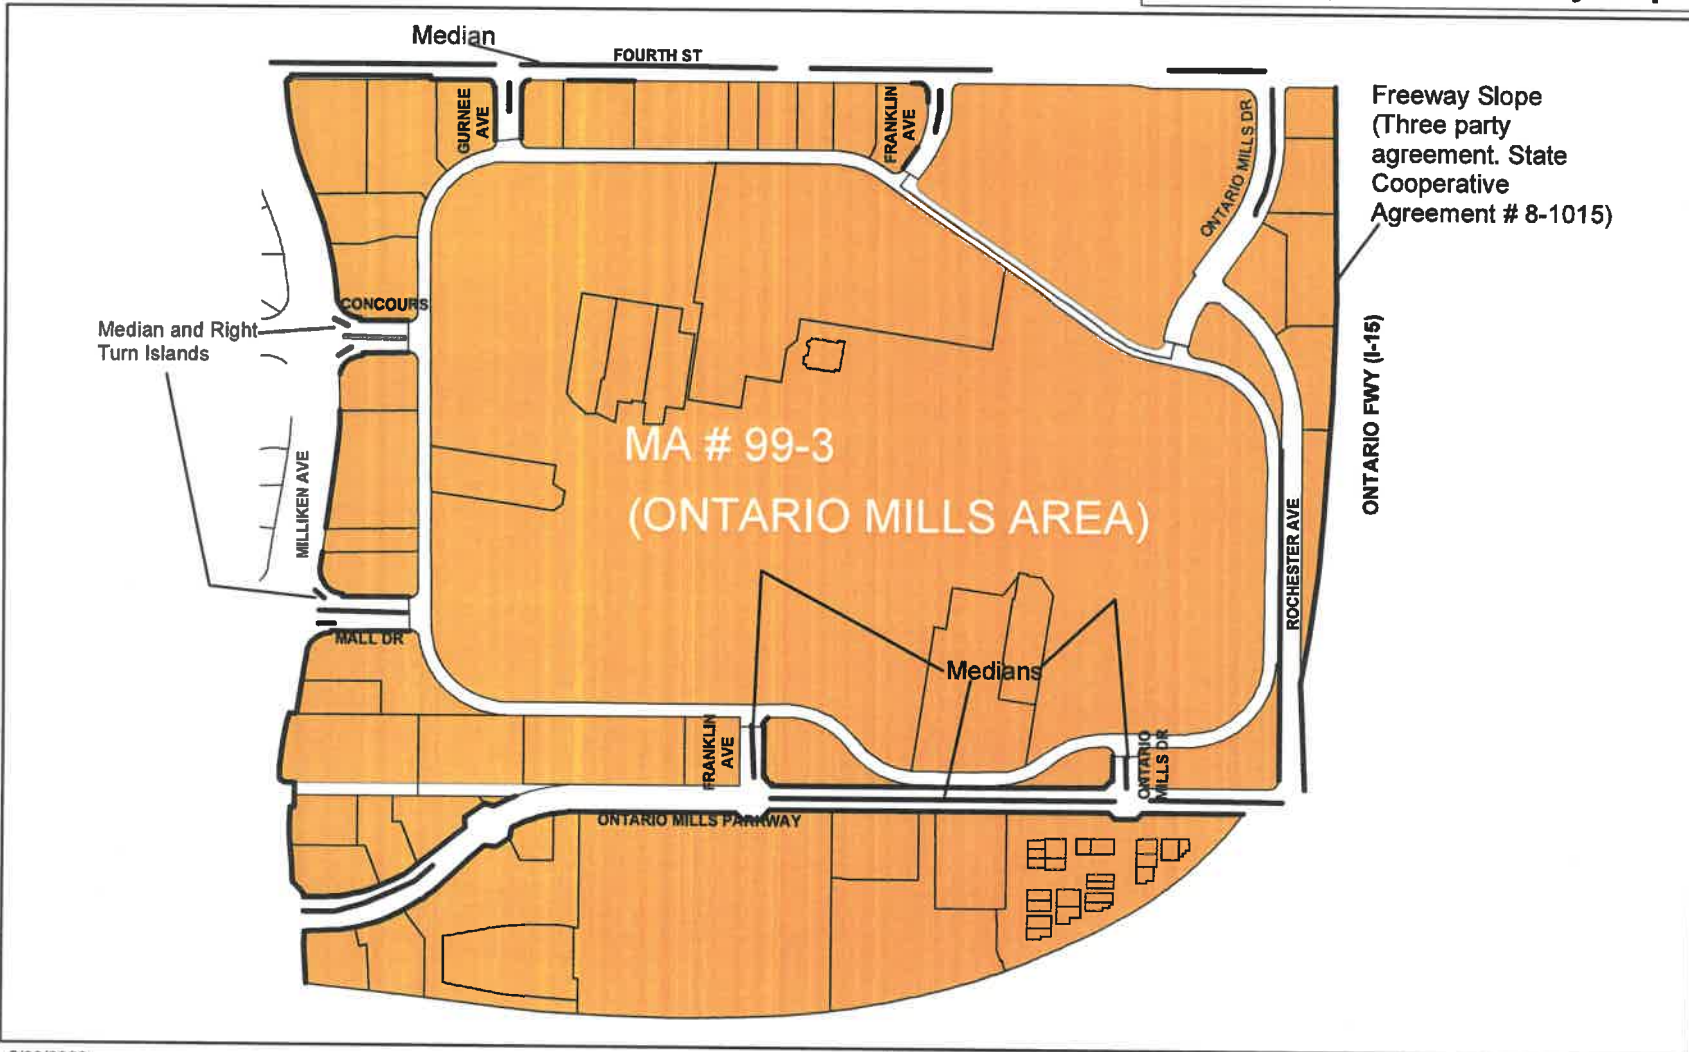 Median
FOURTH ST
GURNEE
AVE
FRANKLIN
AVE
ONTARIO MILLS DR
Freeway Slope
(Three party
agreement. State
Cooperative
Agreement # 8-1015)
CONCOURS
Median and Right
Turn Islands
ONTARIO FWY (I-15)
MA # 99-3
(ONTARIO MILLS AREA)
MILLIKEN AVE
ROCHESTER AVE
MALL DR
Medians
FRANKLIN
AVE
ONTARIO
MILLS DR
ONTARIO MILLS PARKWAY